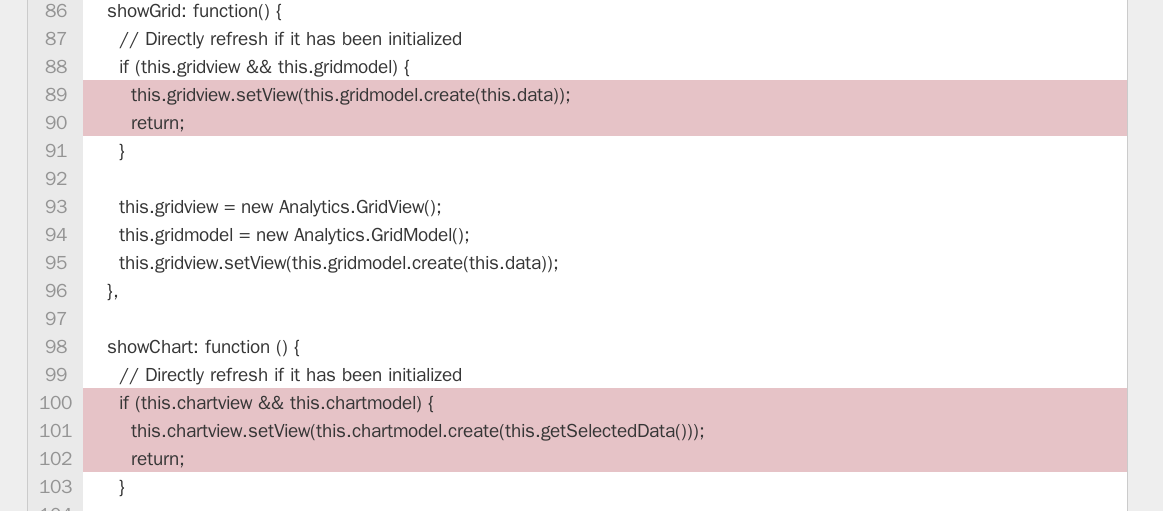 86 showGrid: function() {
87 // Directly refresh if it has been initialized
88 if (this.gridview && this.gridmodel) {
89 this.gridview.setView(this.gridmodel.create(this.data));
90 return;
91 }
92
93 this.gridview = new Analytics.GridView();
94 this.gridmodel = new Analytics.GridModel();
95 this.gridview.setView(this.gridmodel.create(this.data));
96 },
97
98 showChart: function () {
99 // Directly refresh if it has been initialized
100 if (this.chartview && this.chartmodel) {
101 this.chartview.setView(this.chartmodel.create(this.getSelectedData()));
102 return;
103 }